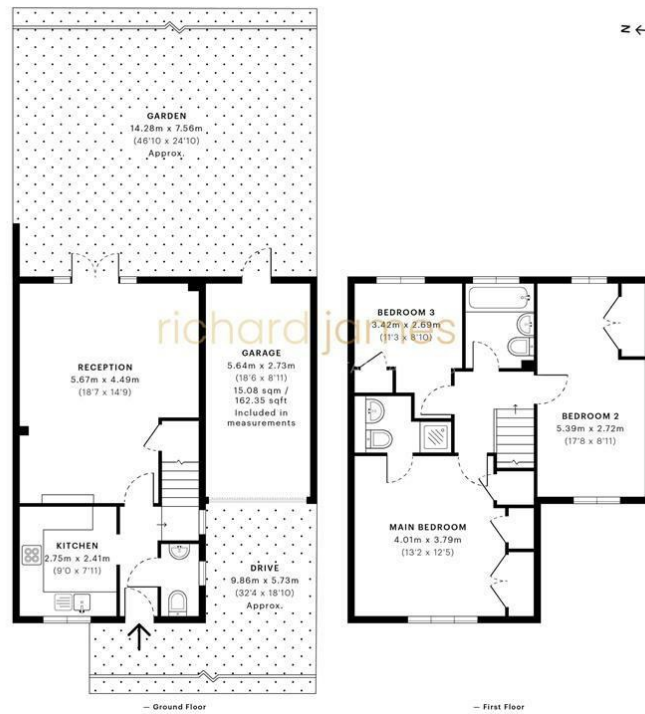 N
GARDEN
14.28m x 7.56m
(46'10 x 24'10)
Approx.
richard james
RECEPTION
5.67m x 4.49m
(18'7 x 14'9)
GARAGE
5.64m x 2.73m
(18'6 x 8'11)
15.08 sqm /
162.35 sqft
Included in
measurements
KITCHEN
2.75m x 2.41m
(9'0 x 7'11)
DRIVE
9.86m x 5.73m
(32'4 x 18'10)
Approx.
— Ground Floor
BEDROOM 3
3.42m x 2.69m
(11'3 x 8'10)
BEDROOM 2
5.39m x 2.72m
(17'8 x 8'11)
MAIN BEDROOM
4.01m x 3.79m
(13'2 x 12'5)
— First Floor